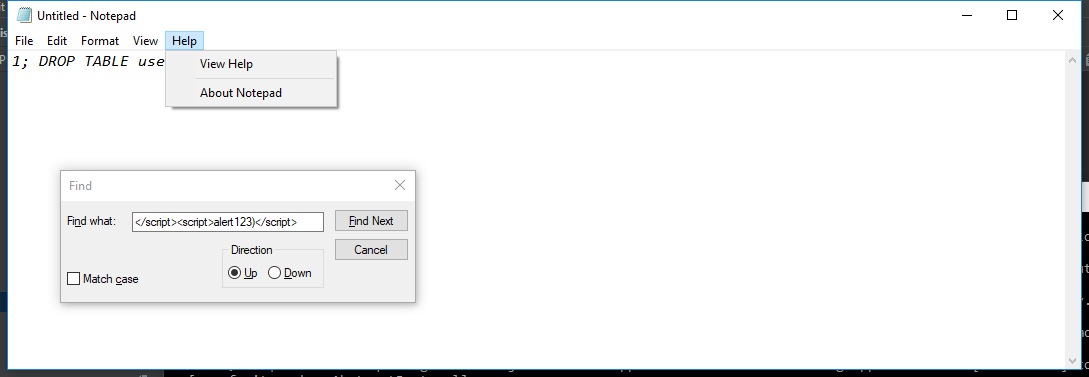 Untitled - Notepad
File Edit Format View Help
1; DROP TABLE use
View Help
About Notepad
Find
Find what: </script><script>alert123)</script> Find Next
Cancel
Direction
Up Down
Match case